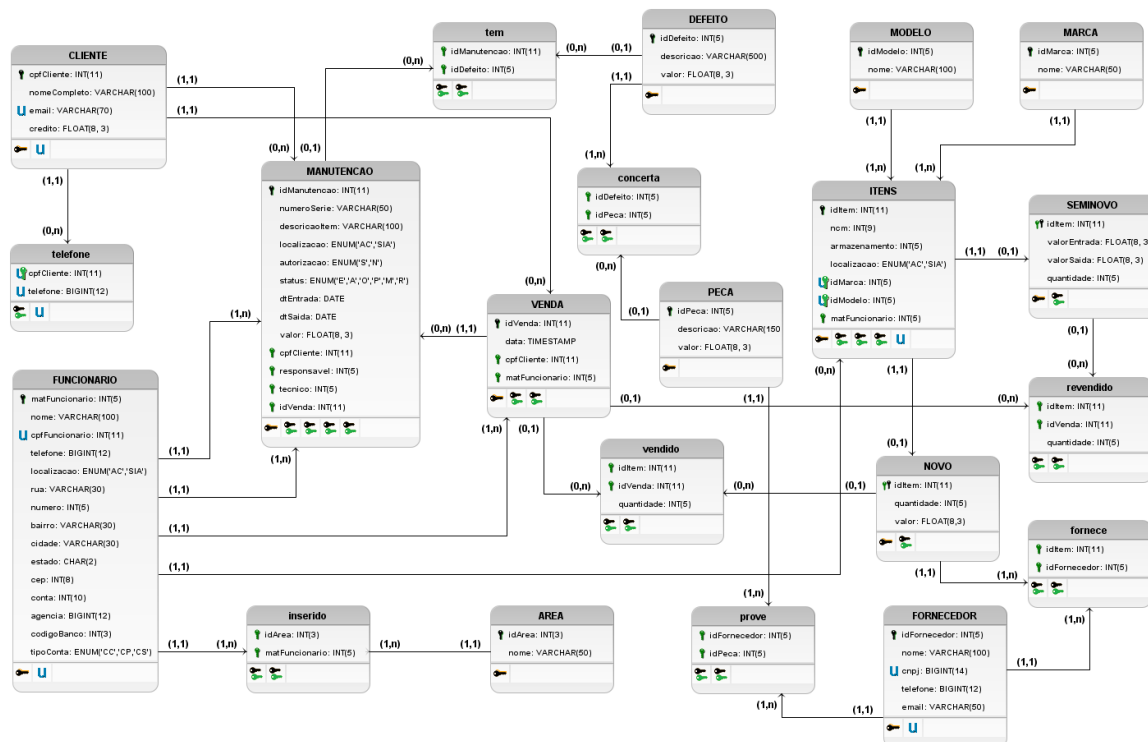 CLIENTE
cpfCliente: INT(11)
nomeCompleto: VARCHAR(100)
email: VARCHAR(70)
credito: FLOAT(8, 3)
(1,1)
(1,1)
(1,1)
(0,n)
telefone
cpfCliente: INT(11)
telefone: BIGINT(12)
tem
idManutencao: INT(11)
idDefeito: INT(5)
(0,n)
(0,n)
(0,1)
DEFEITO
idDefeito: INT(5)
descricao: VARCHAR(500)
valor: FLOAT(8, 3)
(1,1)
(1,n)
MODELO
idModelo: INT(5)
nome: VARCHAR(100)
(1,1)
(0,n)
MARCA
idMarca: INT(5)
nome: VARCHAR(50)
(1,1)
(1,n)
(0,n)
(0,1)
MANUTENCAO
idManutencao: INT(11)
numeroSerie: VARCHAR(50)
descricaoItem: VARCHAR(100)
localizacao: ENUM('AC','SIA')
autorizacao: ENUM('S','N')
status: ENUM('E','A','O','P','M','R')
dtEntrada: DATE
dtSaida: DATE
valor: FLOAT(8, 3)
cpfCliente: INT(11)
responsavel: INT(5)
tecnico: INT(5)
idVenda: INT(11)
(1,n)
(1,n)
(0,n)
(1,1)
concerta
idDefeito: INT(5)
idPeca: INT(5)
(0,n)
(0,1)
ITENS
idItem: INT(11)
ncm: INT(9)
armazenamento: INT(5)
localizacao: ENUM('AC','SIA')
idMarca: INT(5)
idModelo: INT(5)
matFuncionario: INT(5)
(1,1)
(0,1)
(0,n)
(1,1)
(0,1)
SEMINOVO
idItem: INT(11)
valorEntrada: FLOAT(8, 3)
valorSaida: FLOAT(8, 3)
quantidade: INT(5)
(0,1)
(0,n)
PECA
idPeca: INT(5)
descricao: VARCHAR(150
valor: FLOAT(8, 3)
(0,n)
VENDA
idVenda: INT(11)
data: TIMESTAMP
cpfCliente: INT(11)
matFuncionario: INT(5)
(1,n)
(0,1)
(0,1)
(1,1)
(0,n)
revendido
idItem: INT(11)
idVenda: INT(11)
quantidade: INT(5)
FUNCIONARIO
matFuncionario: INT(5)
nome: VARCHAR(100)
cpfFuncionario: INT(11)
telefone: BIGINT(12)
localizacao: ENUM('AC','SIA')
rua: VARCHAR(30)
numero: INT(5)
bairro: VARCHAR(30)
cidade: VARCHAR(30)
estado: CHAR(2)
cep: INT(8)
conta: INT(10)
agencia: BIGINT(12)
codigoBanco: INT(3)
tipoConta: ENUM('CC','CP,'CS')
(1,1)
(1,1)
(1,1)
(1,1)
(1,1)
(1,n)
vendido
idItem: INT(11)
idVenda: INT(11)
quantidade: INT(5)
(0,n)
(0,n)
(0,1)
NOVO
idItem: INT(11)
quantidade: INT(5)
valor: FLOAT(8,3)
(1,1)
(1,n)
fornece
idItem: INT(11)
idFornecedor: INT(5)
(1,n)
inserido
idArea: INT(3)
matFuncionario: INT(5)
(1,n)
(1,1)
AREA
idArea: INT(3)
nome: VARCHAR(50)
(1,n)
prove
idFornecedor: INT(5)
idPeca: INT(5)
(1,n)
(1,1)
FORNECEDOR
idFornecedor: INT(5)
nome: VARCHAR(100)
cnpj: BIGINT(14)
telefone: BIGINT(12)
email: VARCHAR(50)
(1,1)